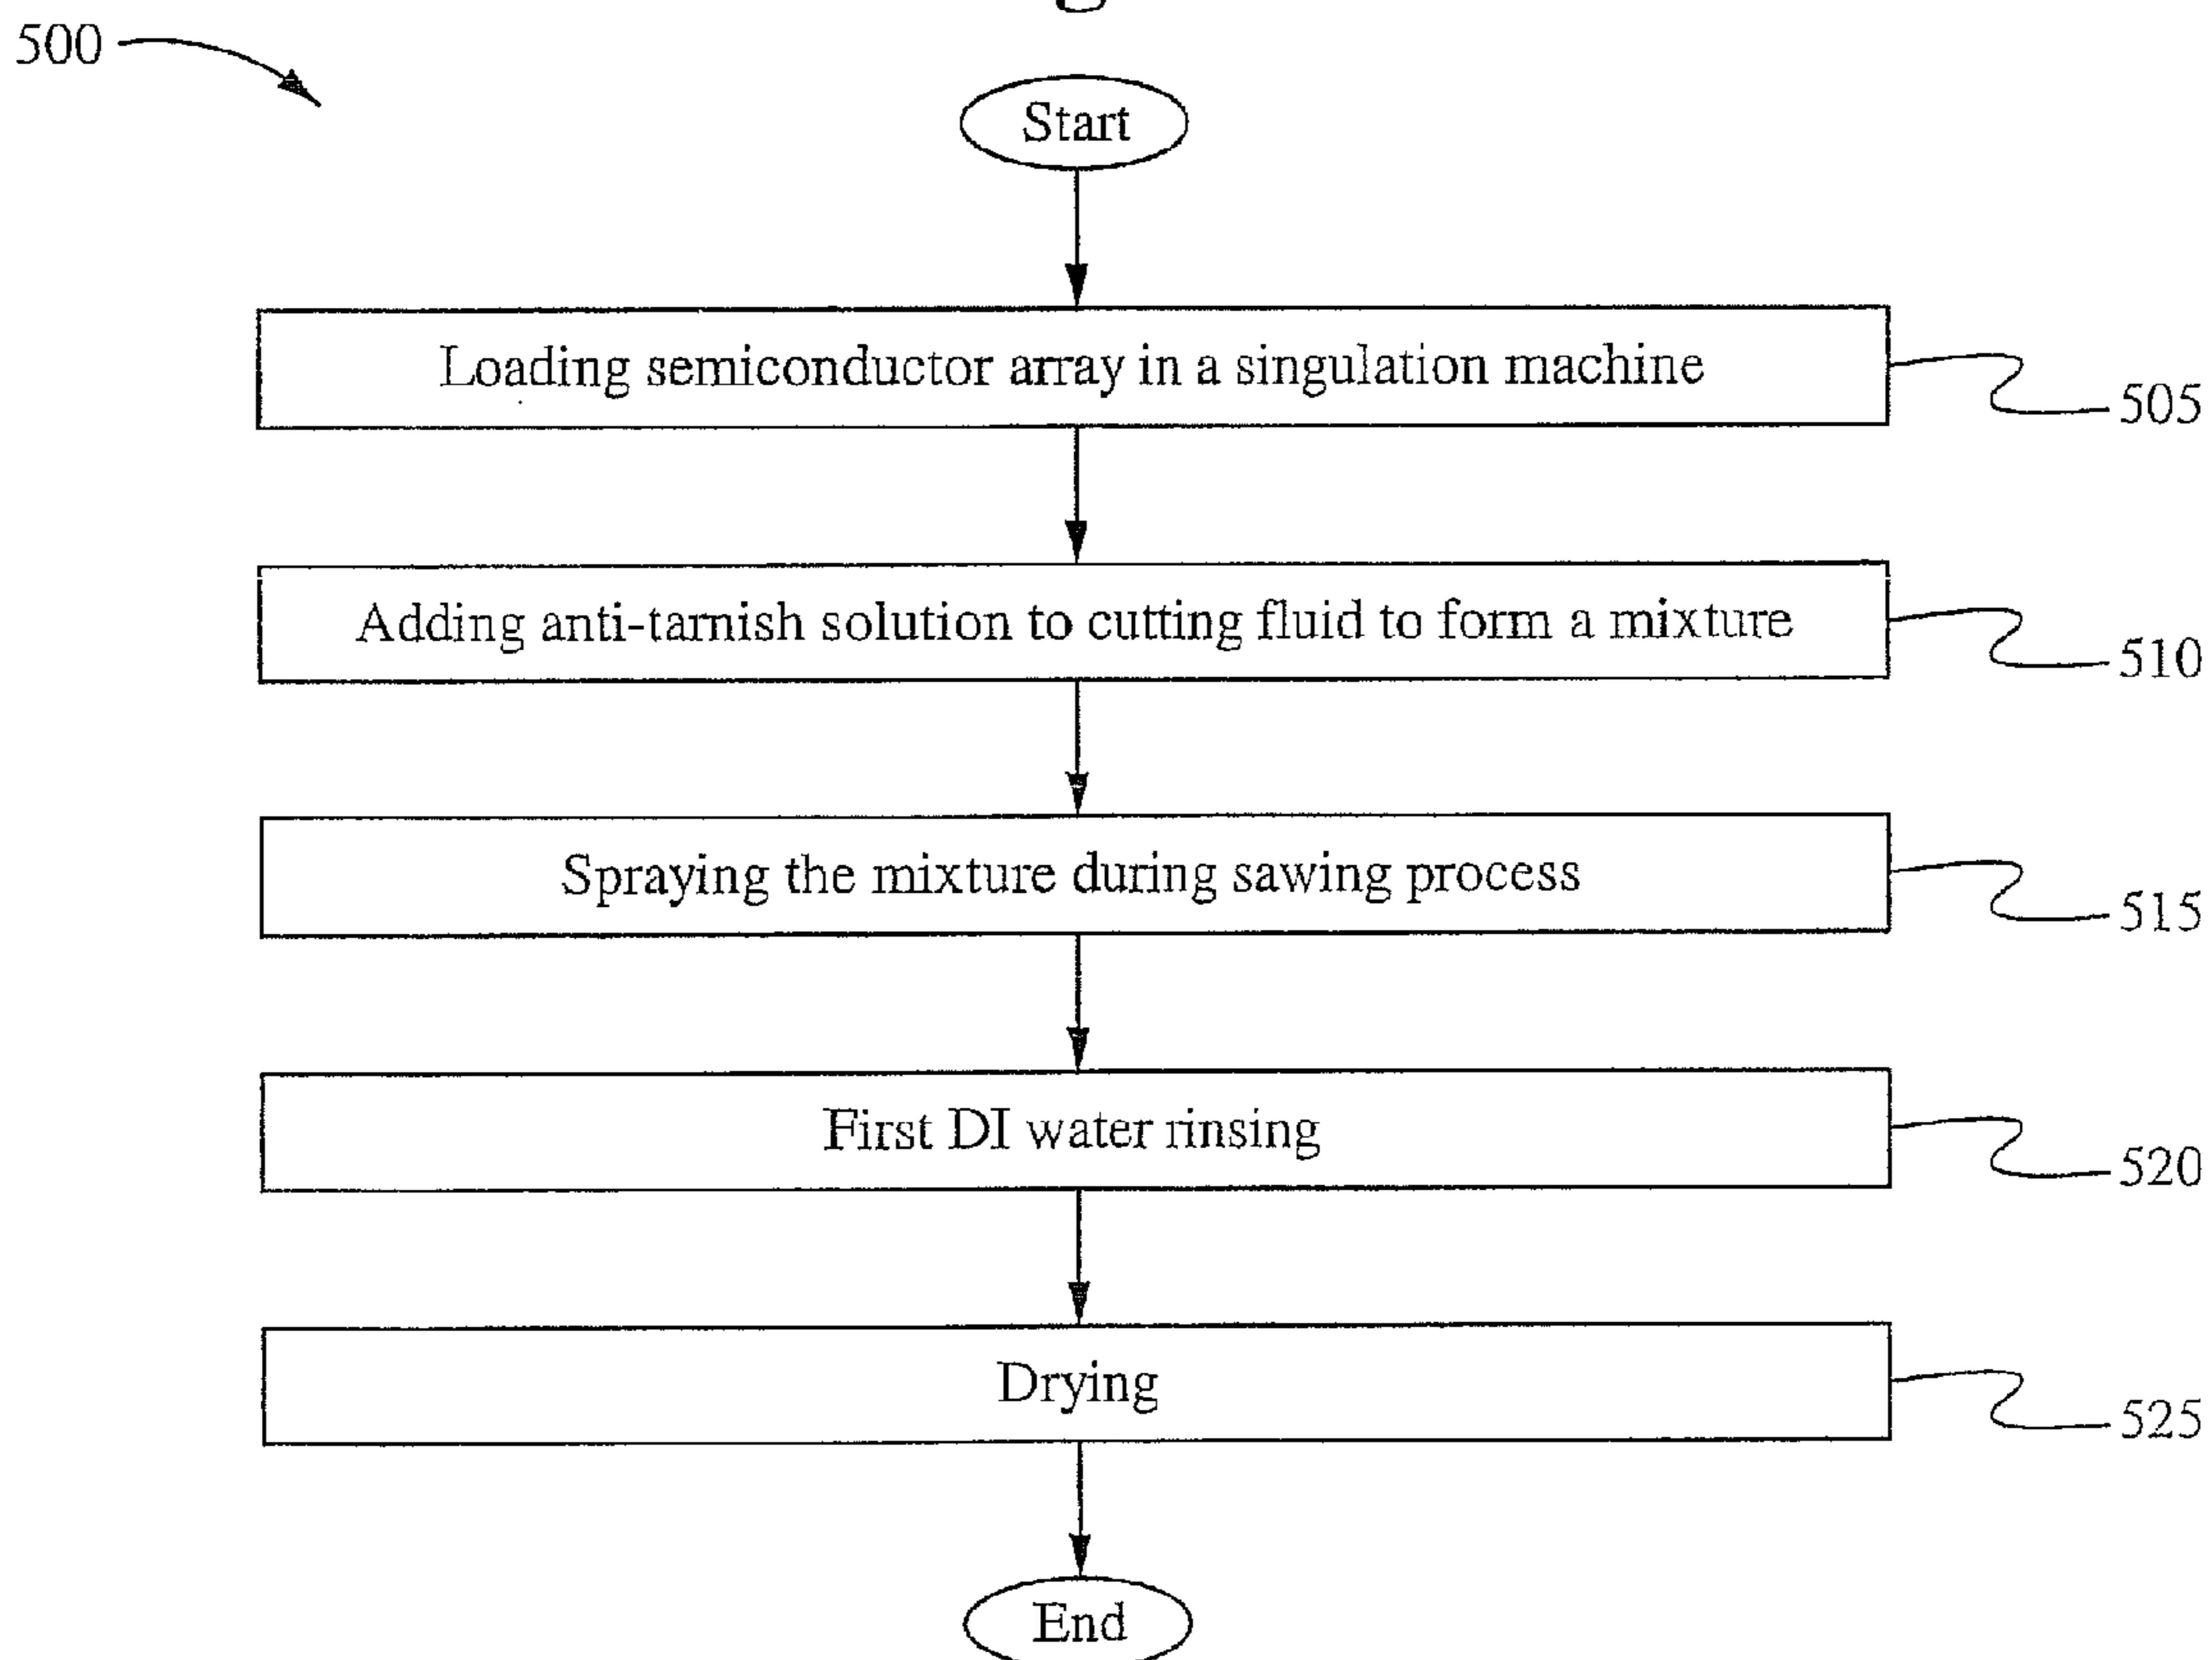 500
Start
Loading semiconductor array in a singulation machine
505
Adding anti-tarnish solution to cutting fluid to form a mixture
510
Spraying the mixture during sawing process
515
First DI water rinsing
520
Drying
525
End